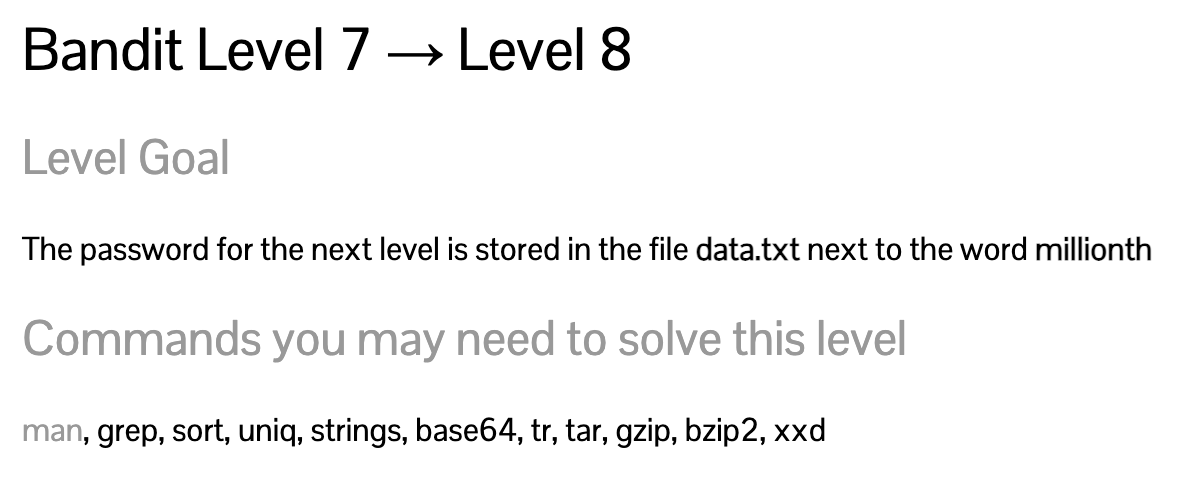 Bandit Level 7 → Level 8
Level Goal
The password for the next level is stored in the file data.txt next to the word millionth
Commands you may need to solve this level
man, grep, sort, uniq, strings, base64, tr, tar, gzip, bzip2, xxd